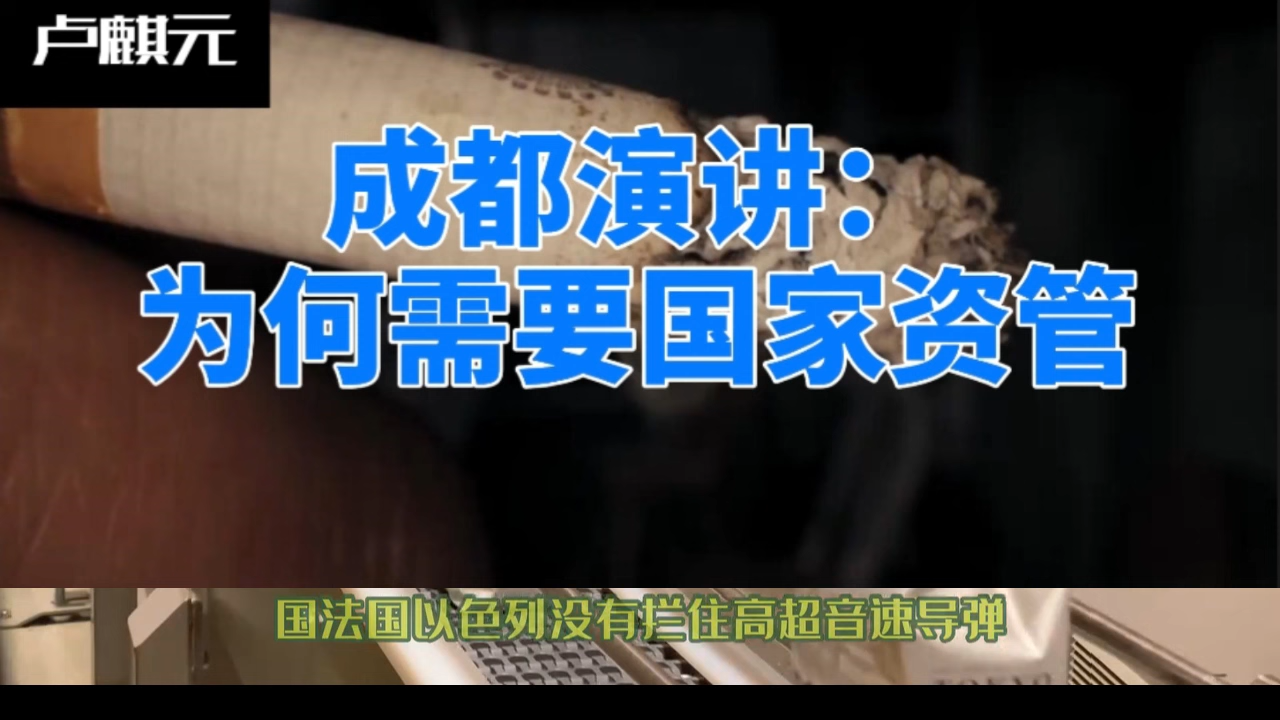 卢麒元
成都演讲：
为何需要国家资管
国法国以色列没有拦住高超音速导弹